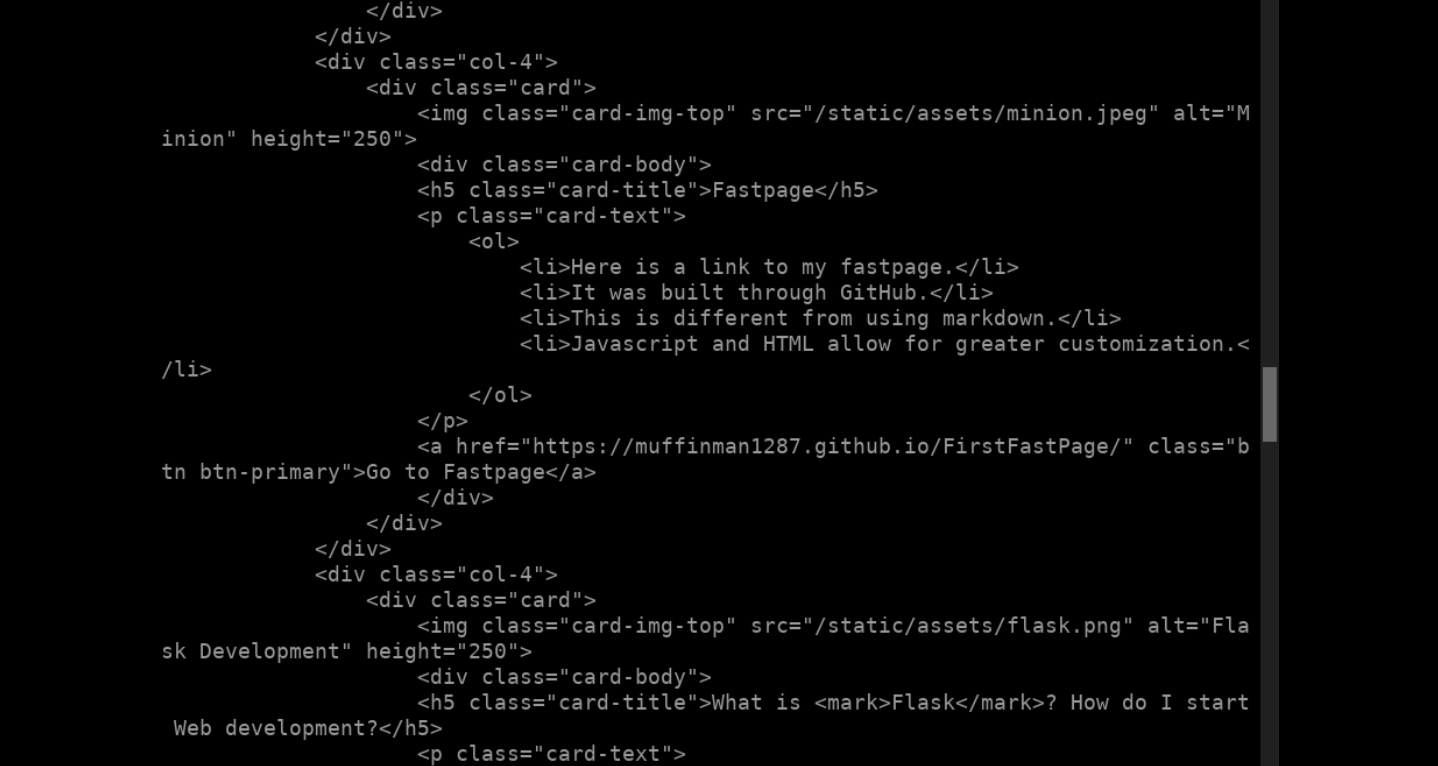 </div>
</div>
<div class="col-4">
<div class="card">
<img class="card-img-top" src="/static/assets/minion.jpeg" alt="M
inion" height="250">
<div class="card-body">
<h5 class="card-title">Fastpage</h5>
<p class="card-text">
<ol>
<li>Here is a link to my fastpage.</li>
<li>It was built through GitHub.</li>
<li>This is different from using markdown.</li>
<li>Javascript and HTML allow for greater customization.<
/li>
</ol>
</p>
<a href="https://muffinman1287.github.io/FirstFastPage/" class="b
tn btn-primary">Go to Fastpage</a>
</div>
</div>
</div>
<div class="col-4">
<div class="card">
<img class="card-img-top" src="/static/assets/flask.png" alt="Fla
sk Development" height="250">
<div class="card-body">
<h5 class="card-title">What is <mark>Flask</mark>? How do I start
Web development?</h5>
<p class="card-text">